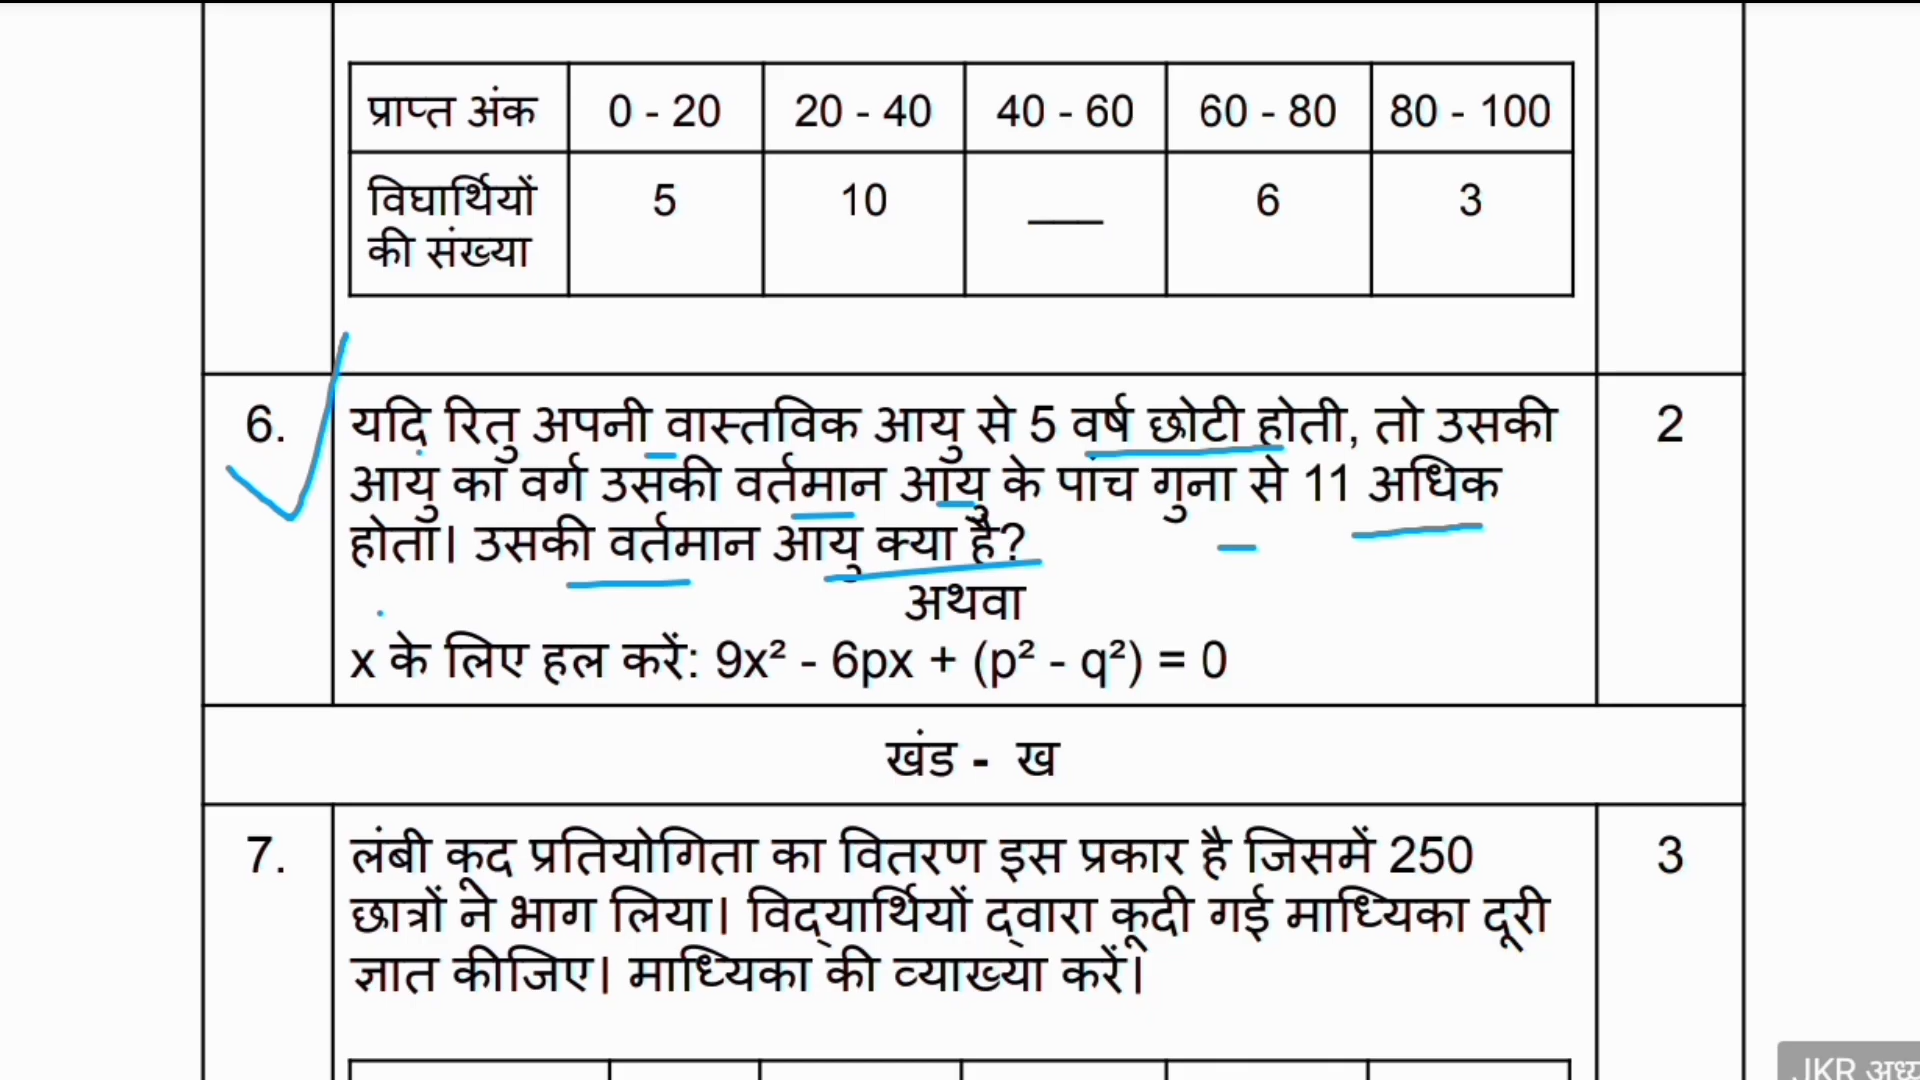 प्राप्त अंक 0 - 20 20 - 40 40 - 60 60 - 80 80 - 100
विघार्थियों 5 10 ___ 6 3
की संख्या
6. यदि रितु अपनी वास्तविक आयु से 5 वर्ष छोटी होती, तो उसकी 2
आयु का वर्ग उसकी वर्तमान आयु के पांच गुना से 11 अधिक
होता। उसकी वर्तमान आयु क्या है?
अथवा
x के लिए हल करें: 9x² - 6px + (p² - q²) = 0
खंड - ख
7. लंबी कूद प्रतियोगिता का वितरण इस प्रकार है जिसमें 250 3
छात्रों ने भाग लिया। विद्यार्थियों द्वारा कूदी गई माध्यिका दूरी
ज्ञात कीजिए। माध्यिका की व्याख्या करें।
JKR